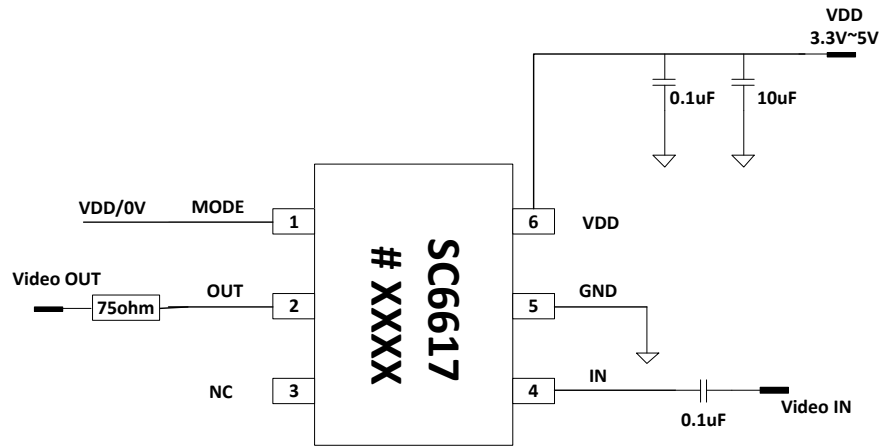 VDD
3.3V~5V
0.1uF
10uF
VDD/0V
MODE
1
6
VDD
Video OUT
75ohm
OUT
2
5
GND
NC
3
4
IN
0.1uF
Video IN
SC6617
# XXXX